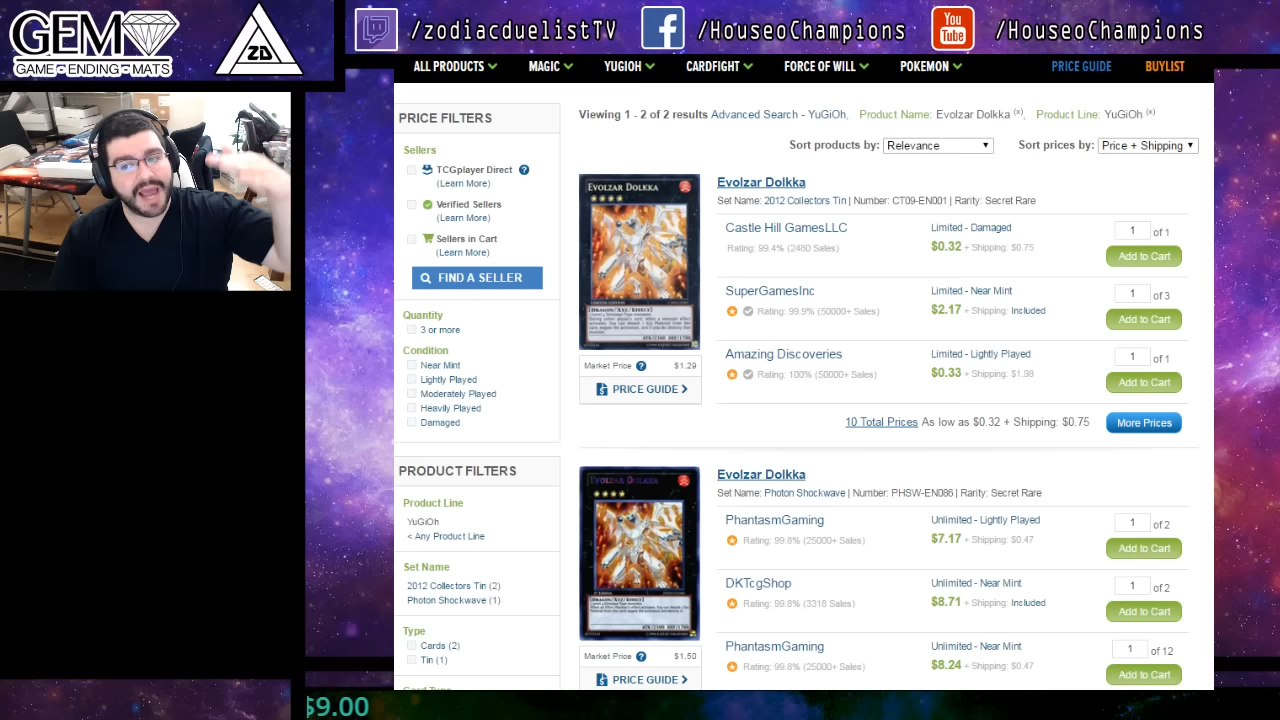 GEM
GAME-ENDING-MATS
ZD
/zodiacduelistTV
/HouseoChampions
You
Tube
/HouseoChampions
ALL PRODUCTS
MAGIC
YUGIOH
CARDFIGHT
FORCE OF WILL
POKEMON
PRICE GUIDE
BUYLIST
PRICE FILTERS
Sellers
TCGplayer Direct ?
(Learn More)
Verified Sellers
(Learn More)
Sellers in Cart
(Learn More)
FIND A SELLER
Quantity
3 or more
Condition
Near Mint
Lightly Played
Moderately Played
Heavily Played
Damaged
PRODUCT FILTERS
Product Line
YuGiOh
< Any Product Line
Set Name
2012 Collectors Tin (2)
Photon Shockwave (1)
Type
Cards (2)
Tin (1)
Viewing 1 - 2 of 2 results Advanced Search - YuGiOh, Product Name: Evolzar Dolkka (x), Product Line: YuGiOh (x)
Sort products by: Relevance Sort prices by: Price + Shipping
EVOLZAR DOLKKA
Market Price ? $1.29
PRICE GUIDE
Evolzar Dolkka
Set Name: 2012 Collectors Tin | Number: CT09-EN001 | Rarity: Secret Rare
Castle Hill GamesLLC Limited - Damaged 1 of 1
Rating: 99.4% (2480 Sales) $0.32 + Shipping: $0.75 Add to Cart
SuperGamesInc Limited - Near Mint 1 of 3
Rating: 99.9% (50000+ Sales) $2.17 + Shipping: Included Add to Cart
Amazing Discoveries Limited - Lightly Played 1 of 1
Rating: 100% (50000+ Sales) $0.33 + Shipping: $1.98 Add to Cart
10 Total Prices As low as $0.32 + Shipping: $0.75 More Prices
EVOLZAR DOLKKA
Market Price ? $1.50
PRICE GUIDE
Evolzar Dolkka
Set Name: Photon Shockwave | Number: PHSW-EN086 | Rarity: Secret Rare
PhantasmGaming Unlimited - Lightly Played 1 of 2
Rating: 99.8% (25000+ Sales) $7.17 + Shipping: $0.47 Add to Cart
DKTcgShop Unlimited - Near Mint 1 of 2
Rating: 99.8% (3318 Sales) $8.71 + Shipping: Included Add to Cart
PhantasmGaming Unlimited - Near Mint 1 of 12
Rating: 99.8% (25000+ Sales) $8.24 + Shipping: $0.47 Add to Cart
$9.00